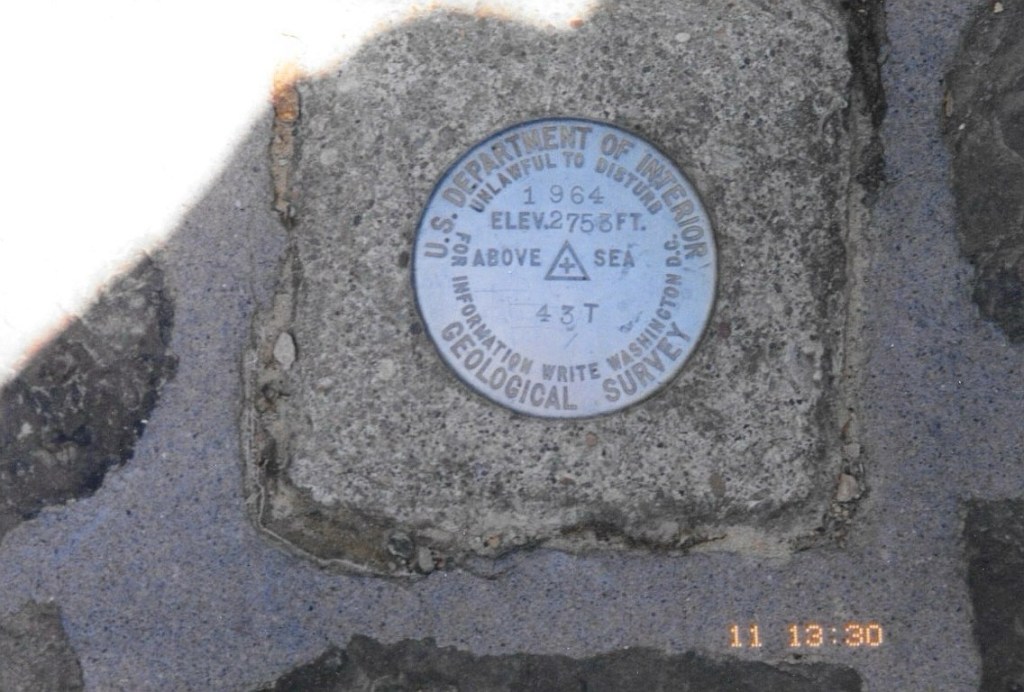 U.S. DEPARTMENT OF INTERIOR
UNLAWFUL TO DISTURB
1964
ELEV.2753FT.
ABOVE SEA
43T
FOR INFORMATION WRITE WASHINGTON D.C.
GEOLOGICAL SURVEY
11 13:30